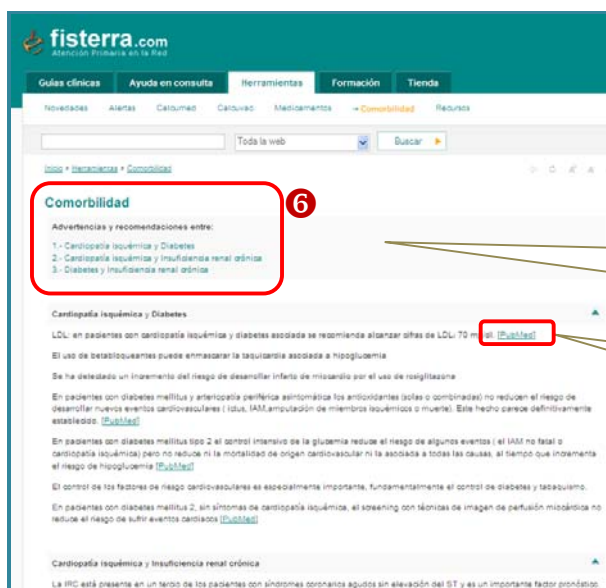 fisterra.com
Atención Primaria en la Red
Guías clínicas Ayuda en consulta Herramientas Formación Tienda
Novedades Alertas Calcumed Calcuvac Medicamentos Comorbilidad Recursos
Toda la web Buscar
Inicio Herramientas Comorbilidad
Comorbilidad
6
Advertencias y recomendaciones entre:
1.- Cardiopatía isquémica y Diabetes
2.- Cardiopatía isquémica y Insuficiencia renal crónica
3.- Diabetes y Insuficiencia renal crónica
Cardiopatía isquémica y Diabetes
LDL: en pacientes con cardiopatía isquémica y diabetes asociada se recomienda alcanzar cifras de LDL: 70 [PubMed]
El uso de betabloqueantes puede enmascarar la taquicardia asociada a hipoglucemia
Se ha detectado un incremento del riesgo de desarrollar infarto de miocardio por el uso de rosiglitazona
En pacientes con diabetes mellitus y arteriopatía periférica asintomática los antioxidantes (solas o combinadas) no reducen el riesgo de
desarrollar nuevos eventos cardiovasculares ( ictus, IAM,amputación de miembros isquémicos o muerte). Este hecho parece definitivamente
establecido. [PubMed]
En pacientes con diabetes mellitus tipo 2 el control intensivo de la glucemia reduce el riesgo de algunos eventos ( el IAM no fatal o
cardiopatía isquémica) pero no reduce ni la mortalidad de origen cardiovascular ni la asociada a todas las causas, al tiempo que incrementa
el riesgo de hipoglucemia [PubMed]
El control de los factores de riesgo cardiovasculares es especialmente importante, fundamentalmente el control de diabetes y tabaquismo.
En pacientes con diabetes mellitus 2, sin síntomas de cardiopatía isquémica, el screening con técnicas de imagen de perfusión miocárdica no
reduce el riesgo de sufrir eventos cardiacos [PubMed]
Cardiopatía isquémica y Insuficiencia renal crónica
La IRC está presente en un tercio de los pacientes con síndromes coronarios agudos sin elevación del ST y es un importante factor pronóstico